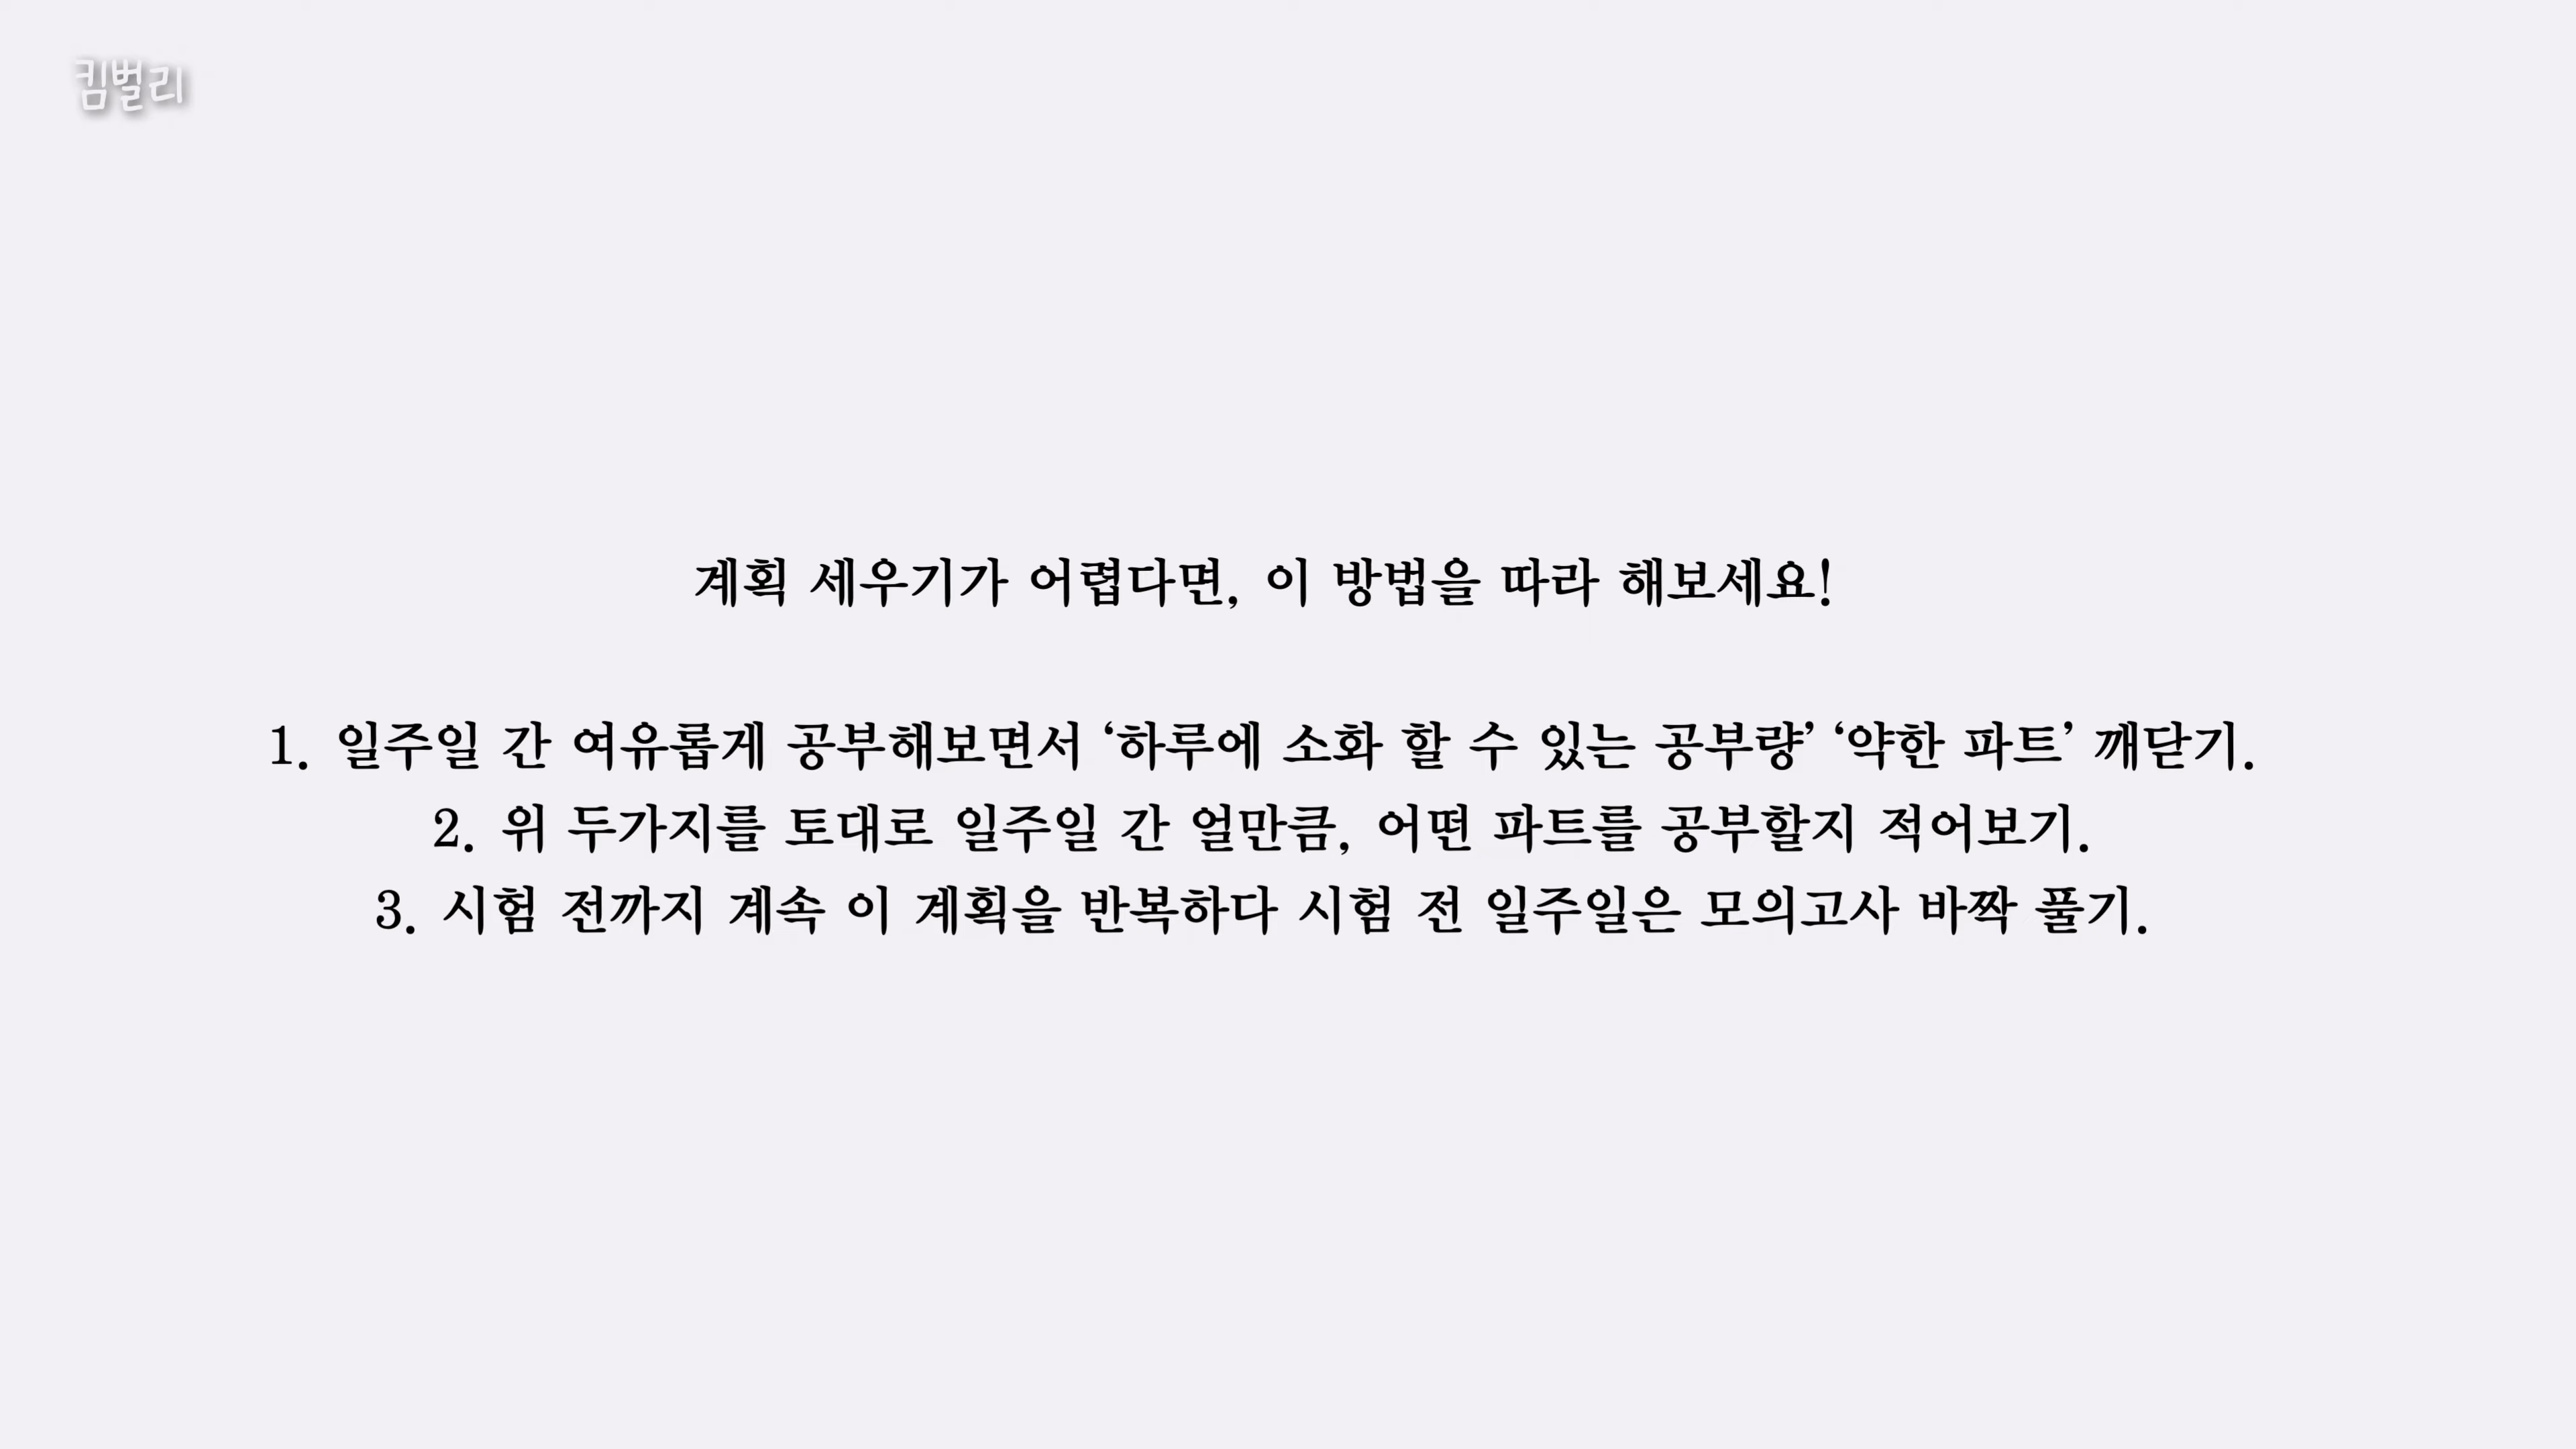 킴벌리
계획 세우기가 어렵다면, 이 방법을 따라 해보세요!
1. 일주일 간 여유롭게 공부해보면서 ‘하루에 소화 할 수 있는 공부량’ ‘약한 파트’ 깨닫기.
2. 위 두가지를 토대로 일주일 간 얼만큼, 어떤 파트를 공부할지 적어보기.
3. 시험 전까지 계속 이 계획을 반복하다 시험 전 일주일은 모의고사 바짝 풀기.